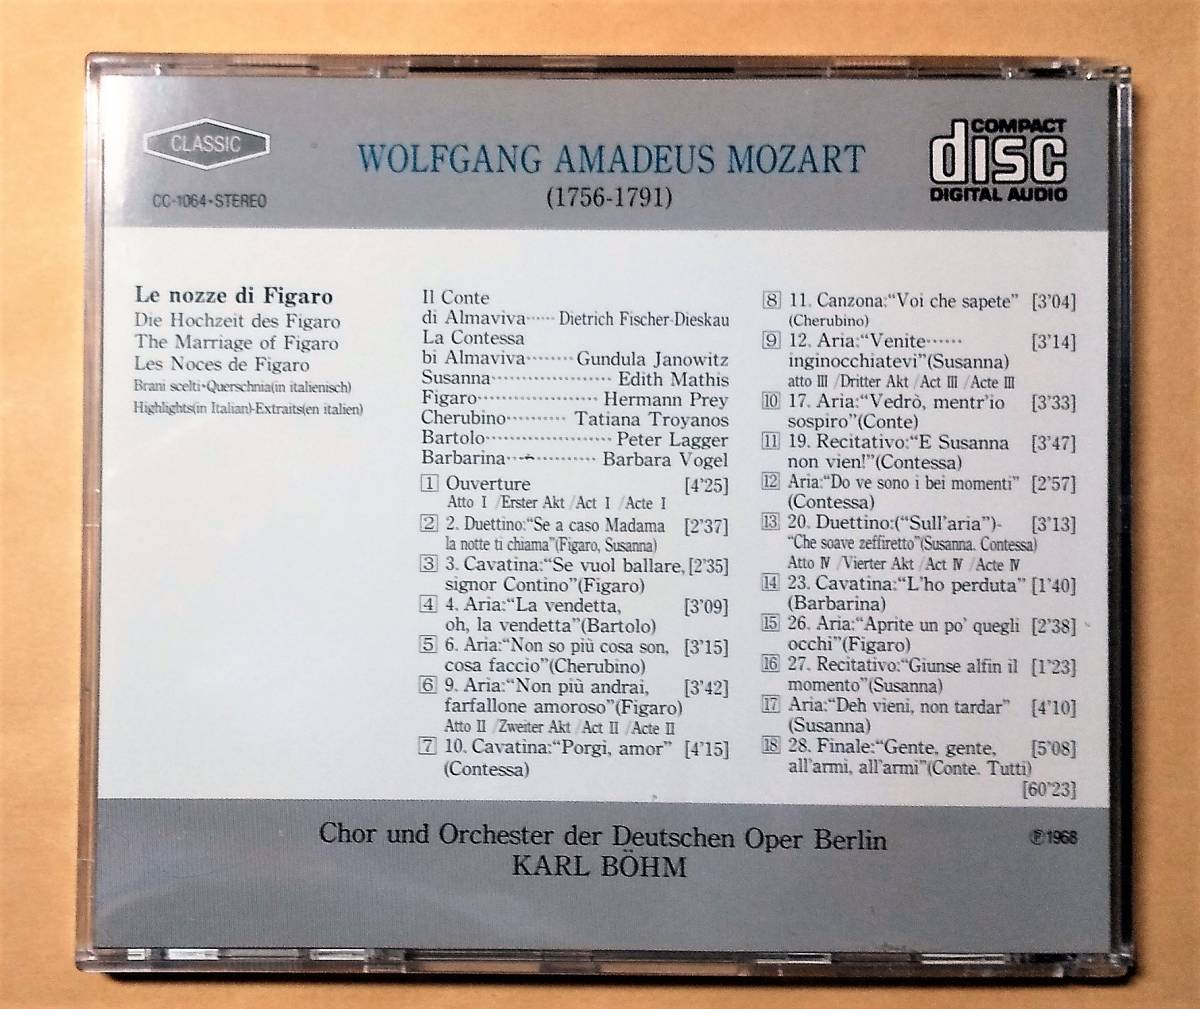 CLASSIC
CC-1064•STEREO
WOLFGANG AMADEUS MOZART
(1756-1791)
COMPACT
disc
DIGITAL AUDIO
Le nozze di Figaro
Die Hochzeit des Figaro
The Marriage of Figaro
Les Noces de Figaro
Brani scelti•Querschnia(in italienisch)
Highlights(in Italian)•Extraits(en italien)
Il Conte
di Almaviva······ Dietrich Fischer-Dieskau
La Contessa
bi Almaviva········ Gundula Janowitz
Susanna····················· Edith Mathis
Figaro····················· Hermann Prey
Cherubino·········· Tatiana Troyanos
Bartolo······················ Peter Lagger
Barbarina················ Barbara Vogel
1 Ouverture [4'25]
Atto I /Erster Akt /Act I /Acte I
2 2. Duettino:“Se a caso Madama [2'37]
la notte ti chiama”(Figaro, Susanna)
3 3. Cavatina:“Se vuol ballare, [2'35]
signor Contino”(Figaro)
4 4. Aria:“La vendetta, [3'09]
oh, la vendetta”(Bartolo)
5 6. Aria:“Non so più cosa son, [3'15]
cosa faccio”(Cherubino)
6 9. Aria:“Non più andrai, [3'42]
farfallone amoroso”(Figaro)
Atto II /Zweiter Akt /Act II /Acte II
7 10. Cavatina:“Porgi, amor” [4'15]
(Contessa)
8 11. Canzona:“Voi che sapete” [3'04]
(Cherubino)
9 12. Aria:“Venite······ [3'14]
inginocchiatevi”(Susanna)
atto III /Dritter Akt /Act III /Acte III
10 17. Aria:“Vedrò, mentr'io [3'33]
sospiro”(Conte)
11 19. Recitativo:“E Susanna [3'47]
non vien!”(Contessa)
12 Aria:“Do ve sono i bei momenti” [2'57]
(Contessa)
13 20. Duettino:(“Sull'aria”)- [3'13]
“Che soave zeffiretto”(Susanna. Contessa)
Atto IV /Vierter Akt /Act IV /Acte IV
14 23. Cavatina:“L'ho perduta” [1'40]
(Barbarina)
15 26. Aria:“Aprite un po' quegli [2'38]
occhi”(Figaro)
16 27. Recitativo:“Giunse alfin il [1'23]
momento”(Susanna)
17 Aria:“Deh vieni, non tardar” [4'10]
(Susanna)
18 28. Finale:“Gente, gente, [5'08]
all'armi, all'armi”(Conte. Tutti)
[60'23]
Chor und Orchester der Deutschen Oper Berlin
KARL BÖHM
℗1968